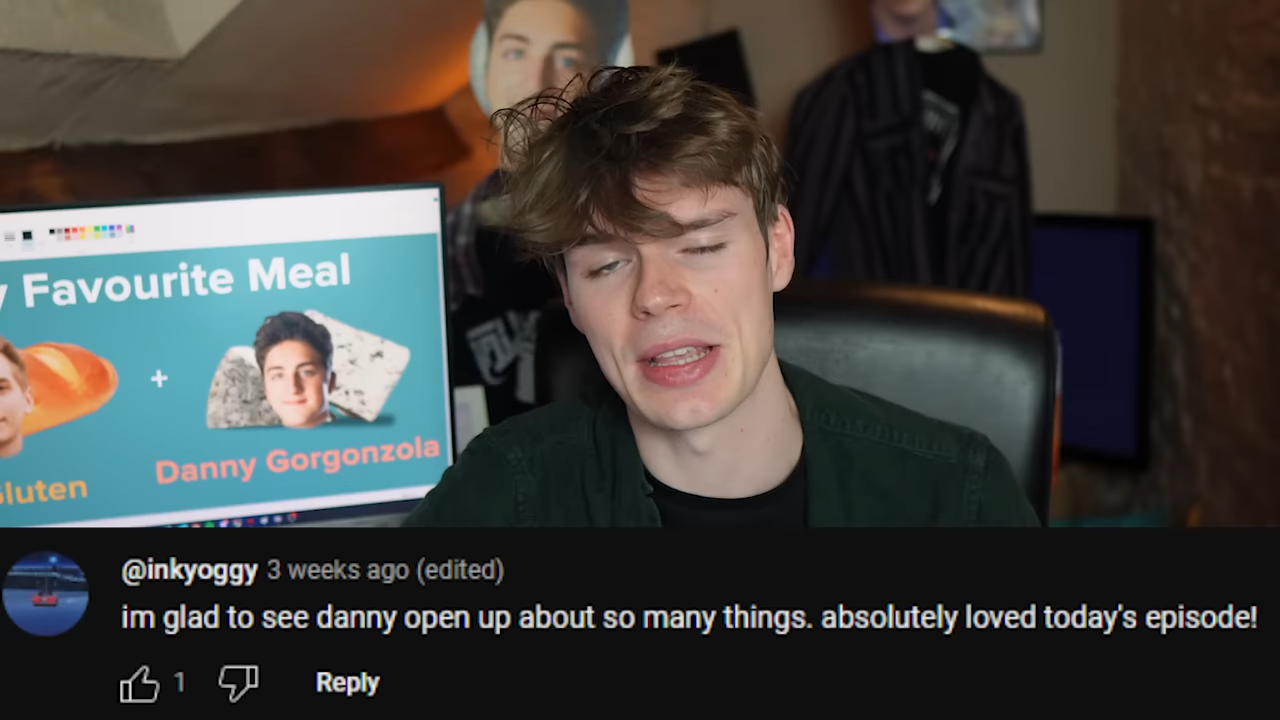 y Favourite Meal
+
Gluten
Danny Gorgonzola
@inkyoggy 3 weeks ago (edited)
im glad to see danny open up about so many things. absolutely loved today's episode!
1
Reply